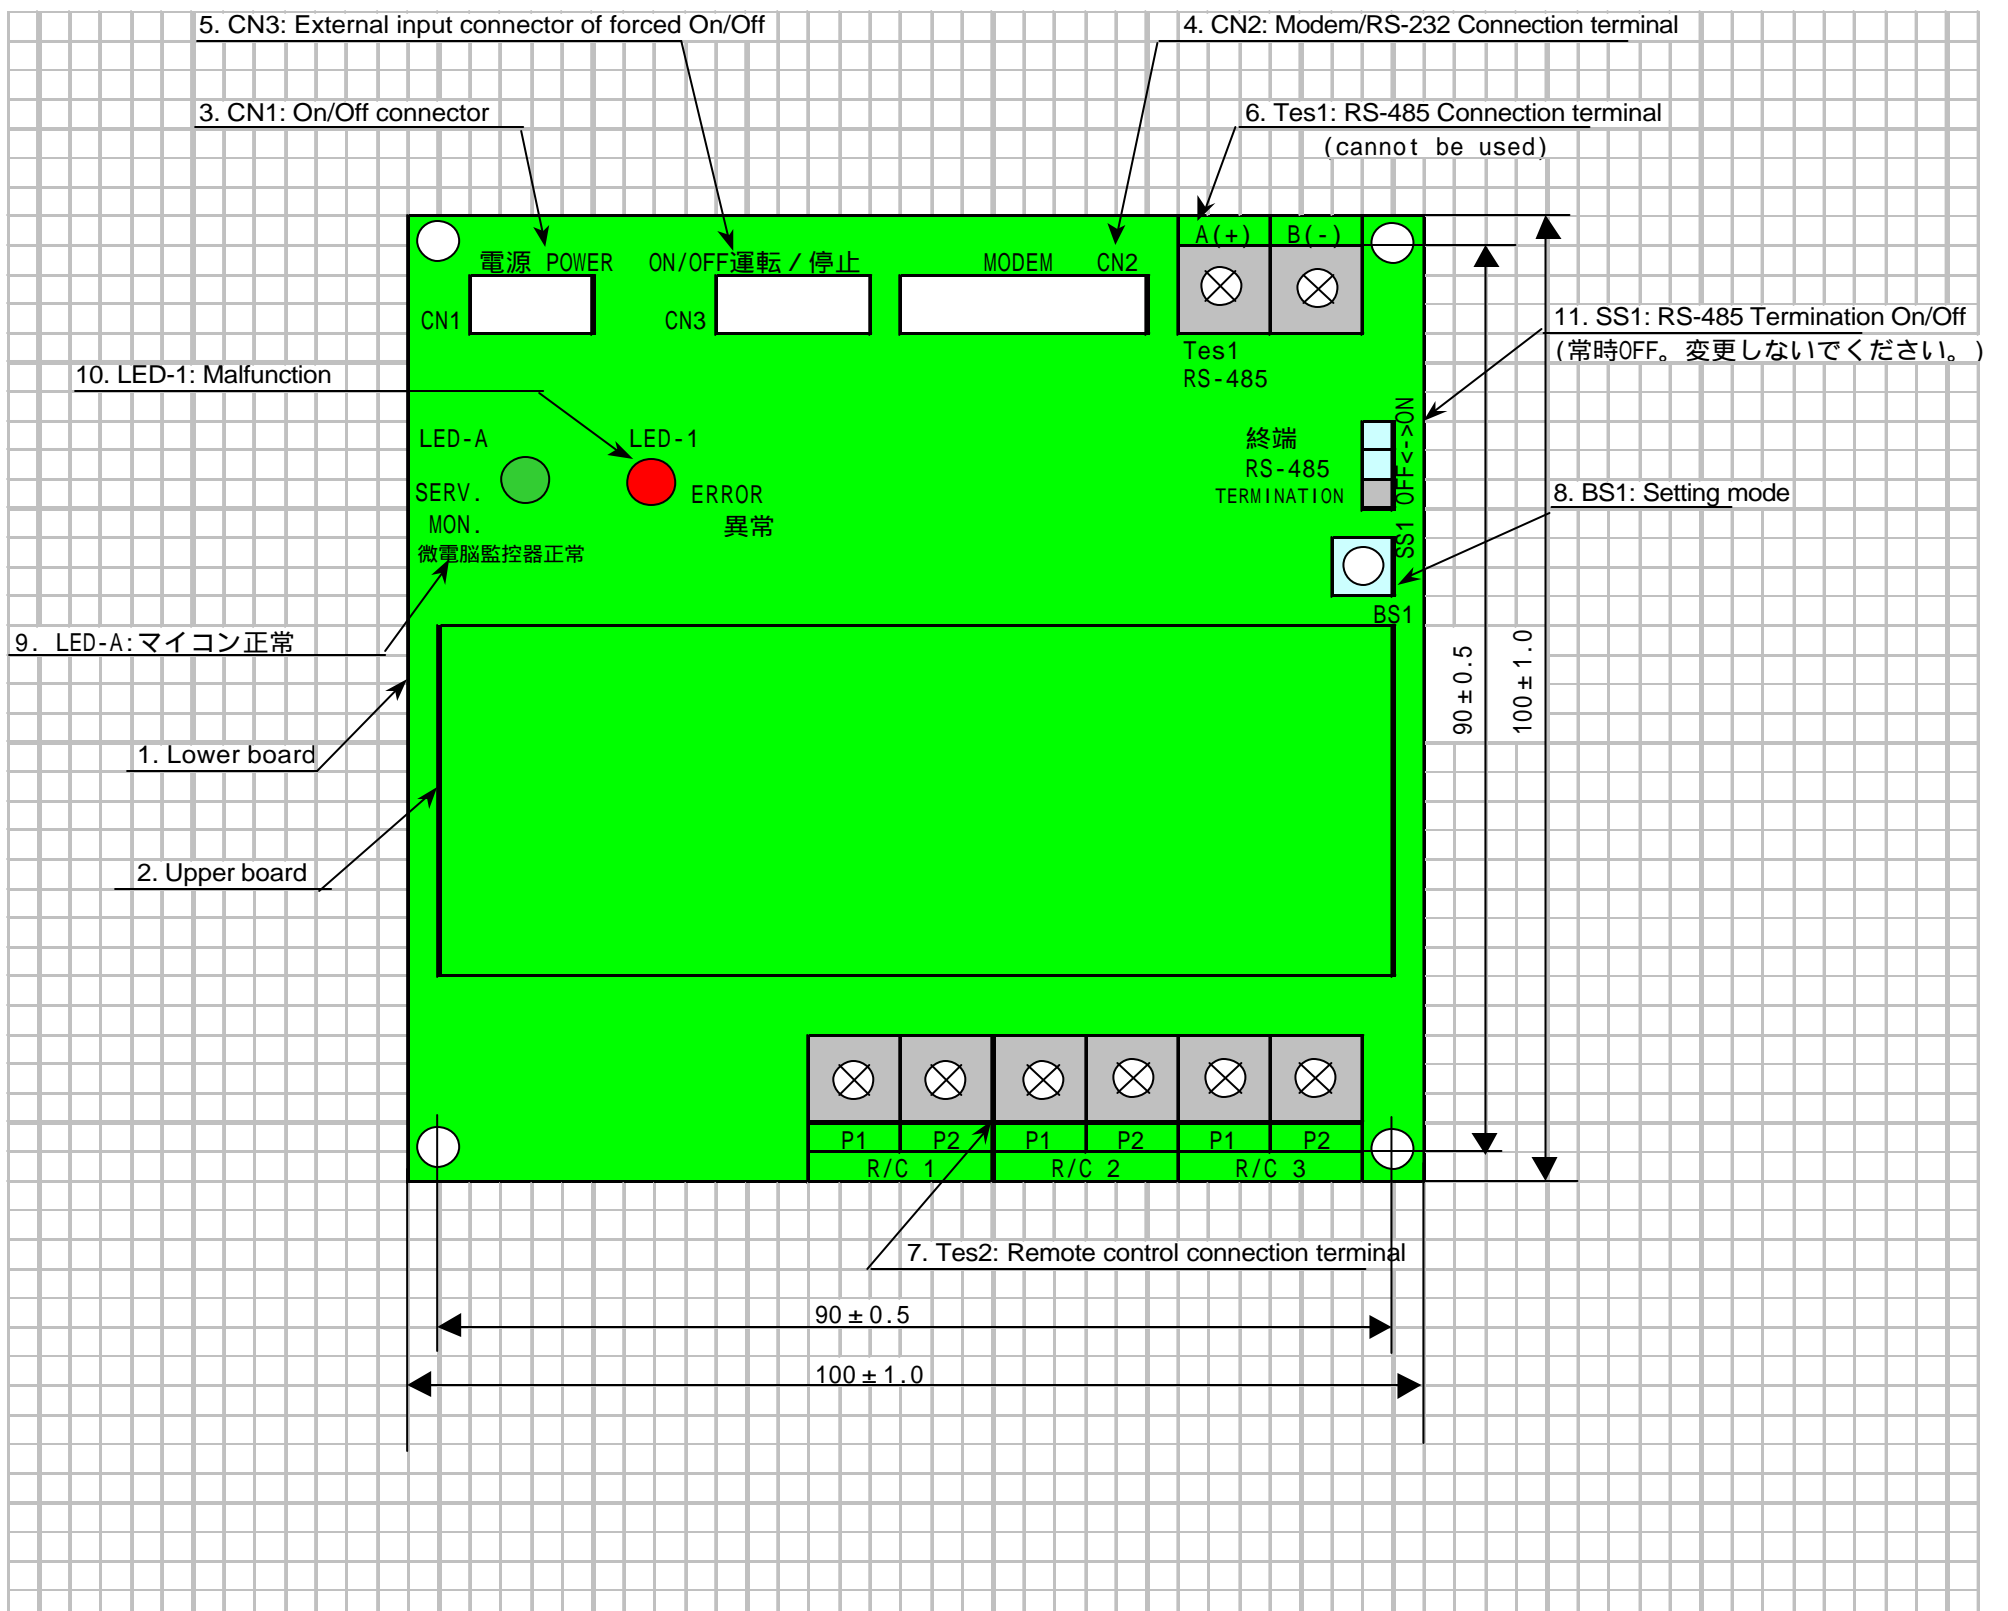 5. CN3: External input connector of forced On/Off
4. CN2: Modem/RS-232 Connection terminal
3. CN1: On/Off connector
6. Tes1: RS-485 Connection terminal
(cannot be used)
A(+) B(-)
電源 POWER
ON/OFF運転/停止
MODEM CN2
CN1
CN3
Tes1
RS-485
11. SS1: RS-485 Termination On/Off
(常時OFF。変更しないでください。)
10. LED-1: Malfunction
LED-A
LED-1
SERV.
MON.
微電脳監控器正常
ERROR
異常
終端
RS-485
TERMINATION
SS1 OFF<->ON
8. BS1: Setting mode
BS1
9. LED-A:マイコン正常
1. Lower board
2. Upper board
90±0.5
100±1.0
P1 P2 P1 P2 P1 P2
R/C 1 R/C 2 R/C 3
7. Tes2: Remote control connection terminal
90±0.5
100±1.0